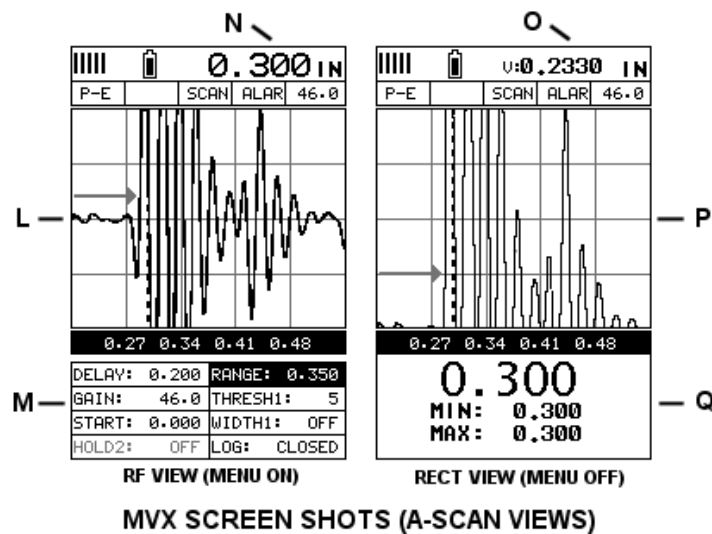 N
O
0.300 IN
P-E SCAN ALAR 46.0
V:0.2330 IN
P-E SCAN ALAR 46.0
L
P
0.27 0.34 0.41 0.48
0.27 0.34 0.41 0.48
M
DELAY: 0.200 RANGE: 0.350
GAIN: 46.0 THRESH1: 5
START: 0.000 WIDTH1: OFF
HOLD2: OFF LOG: CLOSED
0.300
MIN: 0.300
MAX: 0.300
Q
RF VIEW (MENU ON)
RECT VIEW (MENU OFF)
MVX SCREEN SHOTS (A-SCAN VIEWS)